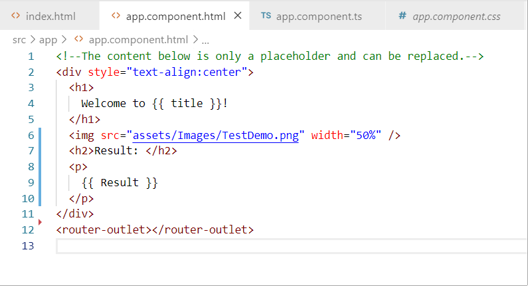 index.html app.component.html TS app.component.ts # app.component.css
src > app > app.component.html > ...
1 <!--The content below is only a placeholder and can be replaced.-->
2 <div style="text-align:center">
3 <h1>
4 Welcome to {{ title }}!
5 </h1>
6 <img src="assets/Images/TestDemo.png" width="50%" />
7 <h2>Result: </h2>
8 <p>
9 {{ Result }}
10 </p>
11 </div>
12 <router-outlet></router-outlet>
13